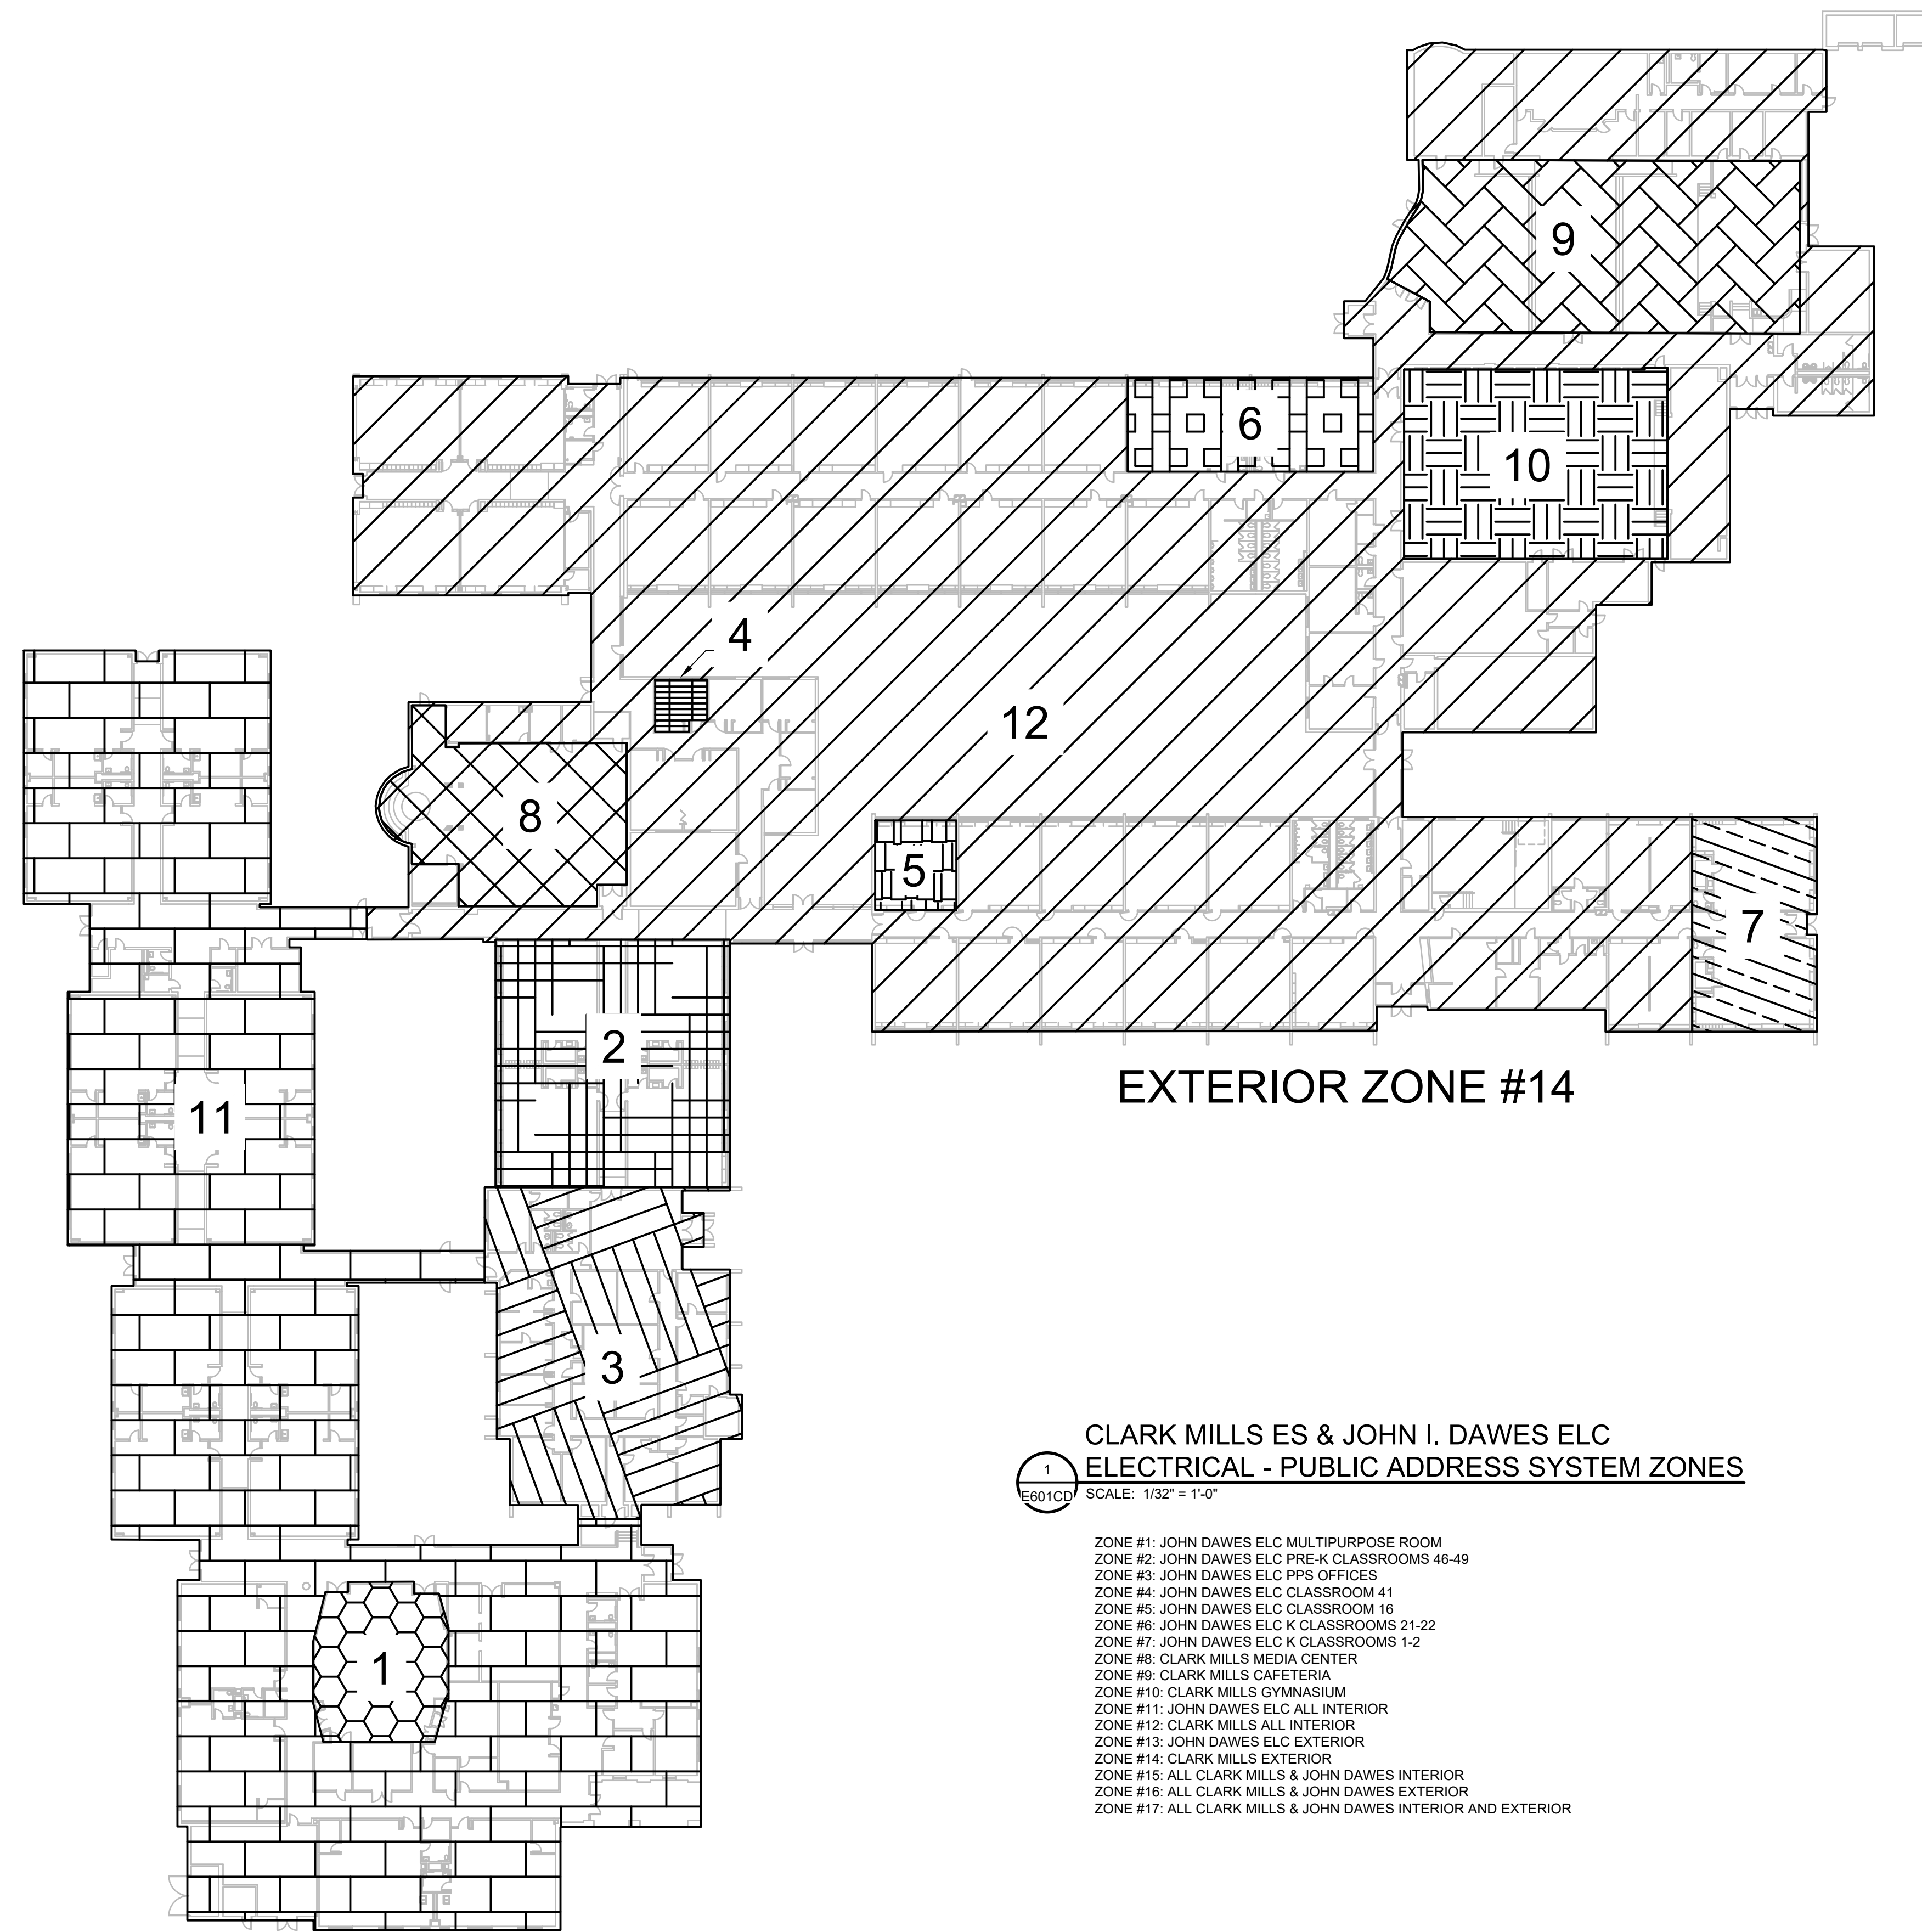 9
6
10
4
12
8
5
7
2
EXTERIOR ZONE #14
11
3
CLARK MILLS ES & JOHN I. DAWES ELC
1
ELECTRICAL - PUBLIC ADDRESS SYSTEM ZONES
E601CD
SCALE: 1/32" = 1'-0"
ZONE #1: JOHN DAWES ELC MULTIPURPOSE ROOM
ZONE #2: JOHN DAWES ELC PRE-K CLASSROOMS 46-49
ZONE #3: JOHN DAWES ELC PPS OFFICES
ZONE #4: JOHN DAWES ELC CLASSROOM 41
ZONE #5: JOHN DAWES ELC CLASSROOM 16
ZONE #6: JOHN DAWES ELC K CLASSROOMS 21-22
ZONE #7: JOHN DAWES ELC K CLASSROOMS 1-2
ZONE #8: CLARK MILLS MEDIA CENTER
ZONE #9: CLARK MILLS CAFETERIA
ZONE #10: CLARK MILLS GYMNASIUM
ZONE #11: JOHN DAWES ELC ALL INTERIOR
ZONE #12: CLARK MILLS ALL INTERIOR
ZONE #13: JOHN DAWES ELC EXTERIOR
ZONE #14: CLARK MILLS EXTERIOR
ZONE #15: ALL CLARK MILLS & JOHN DAWES INTERIOR
ZONE #16: ALL CLARK MILLS & JOHN DAWES EXTERIOR
ZONE #17: ALL CLARK MILLS & JOHN DAWES INTERIOR AND EXTERIOR
1